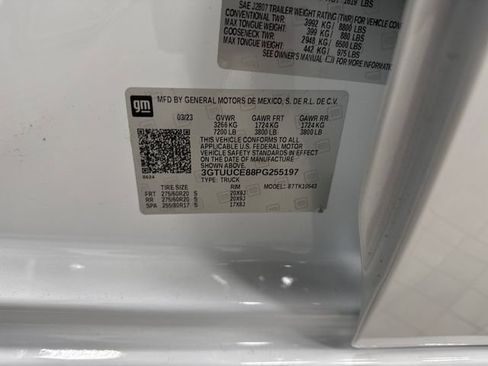 1619 LBS
SAE J2807 TRAILER WEIGHT RATING (TWR) FOR VEHICLE CONF
CONVENTIONAL TWR: 3992 KG / 8800 LBS
MAX TONGUE WEIGHT: 399 KG / 880 LBS
GOOSENECK TWR: 2948 KG / 6500 LBS
MAX TONGUE WEIGHT: 442 KG / 975 LBS
SEE OWNER'S MANUAL
gm
MFD BY GENERAL MOTORS DE MEXICO, S. DE R.L. DE C.V.
03/23 GVWR GAWR FRT GAWR RR
3266 KG 1724 KG 1724 KG
7200 LB 3800 LB 3800 LB
THIS VEHICLE CONFORMS TO ALL
APPLICABLE U.S. FEDERAL MOTOR
VEHICLE SAFETY STANDARDS IN EFFECT
ON THE DATE OF MANUFACTURE SHOWN ABOVE.
3GTUUCE88PG255197
TYPE: TRUCK
TIRE SIZE RIM
FRT 275/60R20 S 20X9J
RR 275/60R20 S 20X9J
SPA 255/80R17 S 17X8J